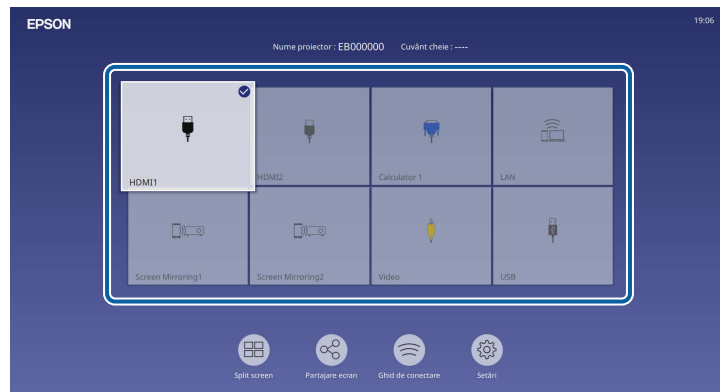 EPSON
19:06
Nume proiector : EB000000 Cuvânt cheie : ----
HDMI1
HDMI2
Calculator 1
LAN
Screen Mirroring1
Screen Mirroring2
Video
USB
Split screen
Partajare ecran
Ghid de conectare
Setări